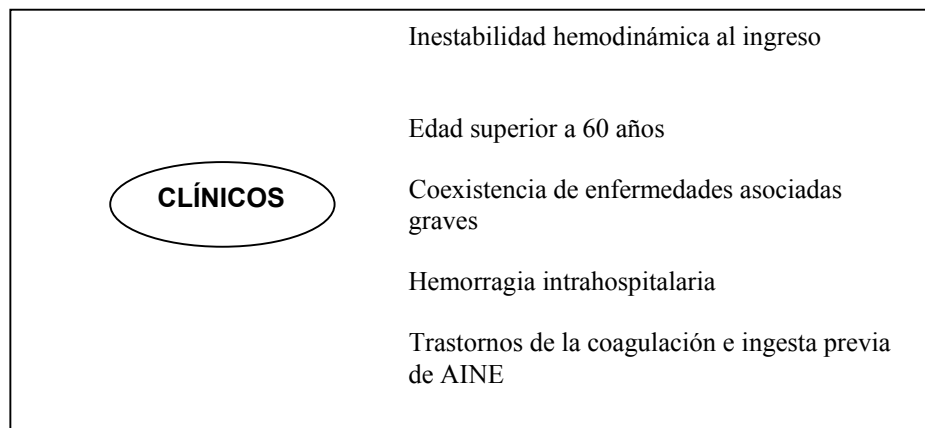 Inestabilidad hemodinámica al ingreso
Edad superior a 60 años
CLÍNICOS
Coexistencia de enfermedades asociadas
graves
Hemorragia intrahospitalaria
Trastornos de la coagulación e ingesta previa
de AINE